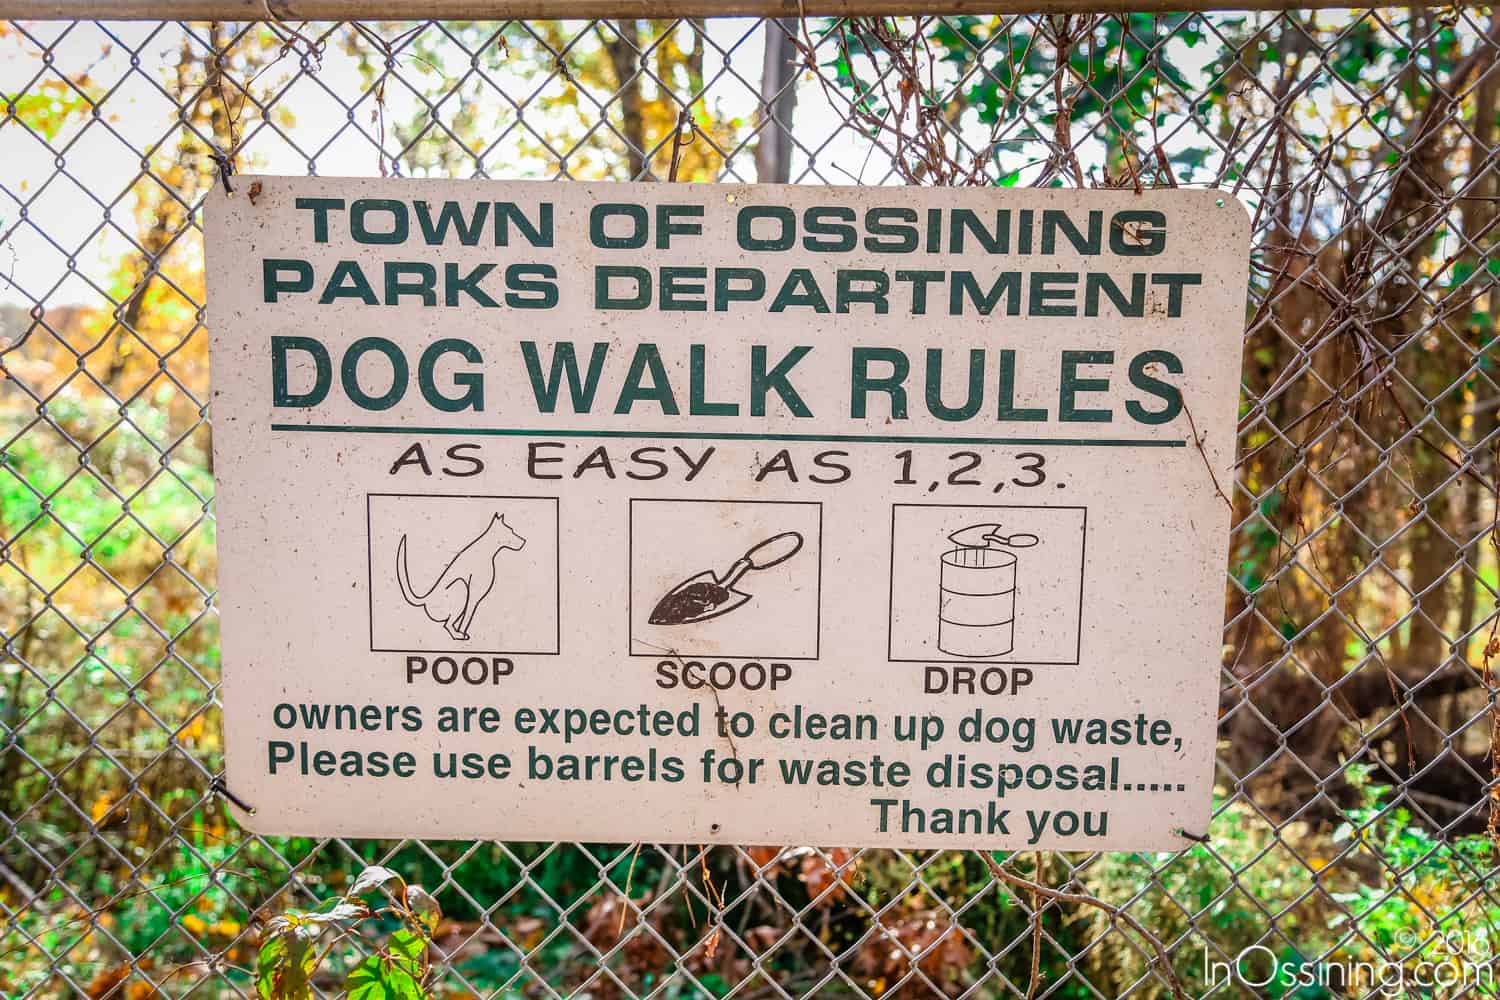 TOWN OF OSSINING
PARKS DEPARTMENT
DOG WALK RULES
AS EASY AS 1,2,3.
POOP SCOOP DROP
owners are expected to clean up dog waste,
Please use barrels for waste disposal.....
Thank you
© 2016
InOssining.com